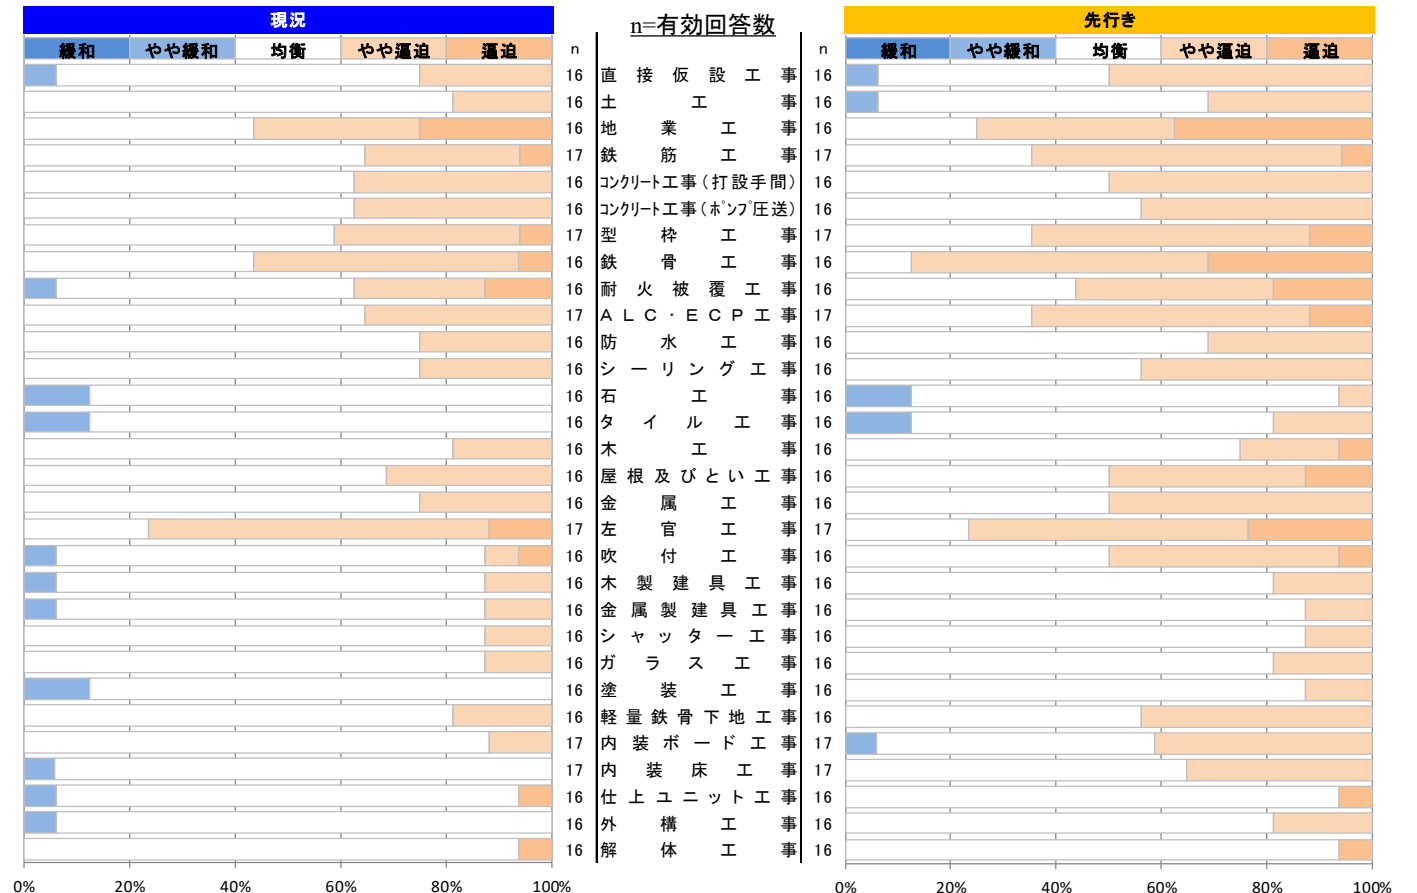 現況 n=有効回答数 先行き
緩和 やや緩和 均衡 やや逼迫 逼迫 n n 緩和 やや緩和 均衡 やや逼迫 逼迫
16 直接仮設工事 16
16 土工事 16
16 地業工事 16
17 鉄筋工事 17
16 コンクリート工事(打設手間) 16
16 コンクリート工事(ポンプ圧送) 16
17 型枠工事 17
16 鉄骨工事 16
16 耐火被覆工事 16
17 ALC・ECP工事 17
16 防水工事 16
16 シーリング工事 16
16 石工事 16
16 タイル工事 16
16 木工事 16
16 屋根及びとい工事 16
16 金属工事 16
17 左官工事 17
16 吹付工事 16
16 木製建具工事 16
16 金属製建具工事 16
16 シャッター工事 16
16 ガラス工事 16
16 塗装工事 16
16 軽量鉄骨下地工事 16
17 内装ボード工事 17
17 内装床工事 17
16 仕上ユニット工事 16
16 外構工事 16
16 解体工事 16
0% 20% 40% 60% 80% 100% 0% 20% 40% 60% 80% 100%